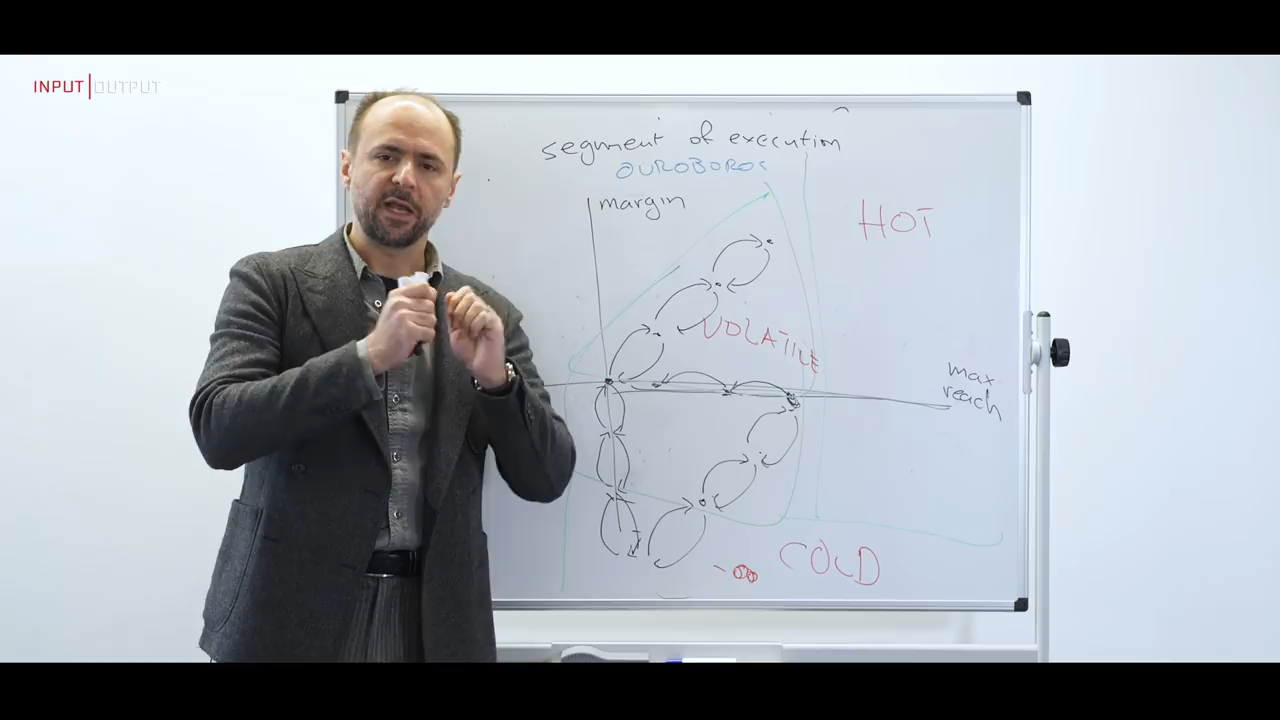 INPUT|OUTPUT
segment of execution
OUROBOROS
margin
HOT
VOLATILE
max
reach
COLD